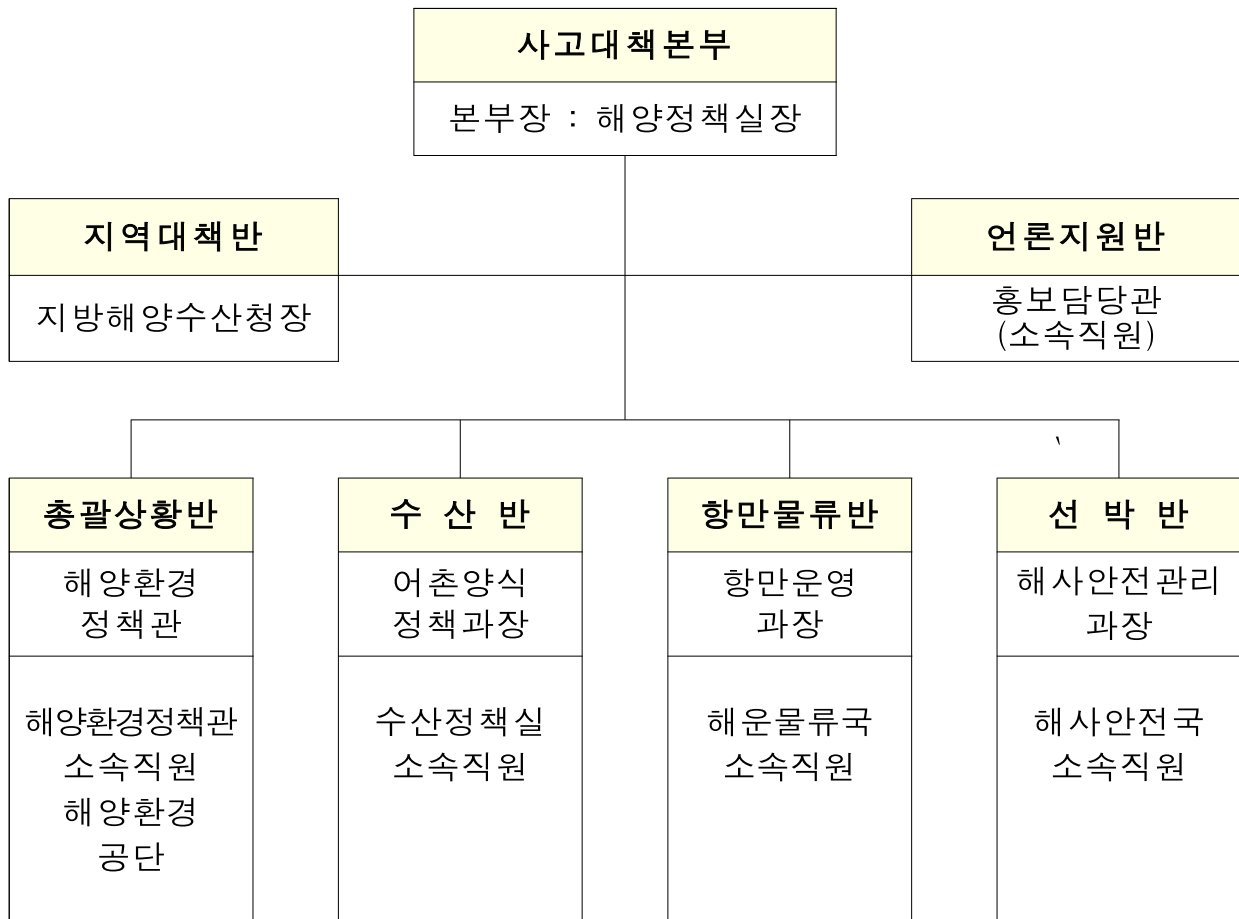 사고대책본부
본부장 : 해양정책실장
지역대책반
지방해양수산청장
언론지원반
홍보담당관
(소속직원)
총괄상황반
해양환경
정책관
해양환경정책관
소속직원
해양환경
공단
수 산 반
어촌양식
정책과장
수산정책실
소속직원
항만물류반
항만운영
과장
해운물류국
소속직원
선 박 반
해사안전관리
과장
해사안전국
소속직원